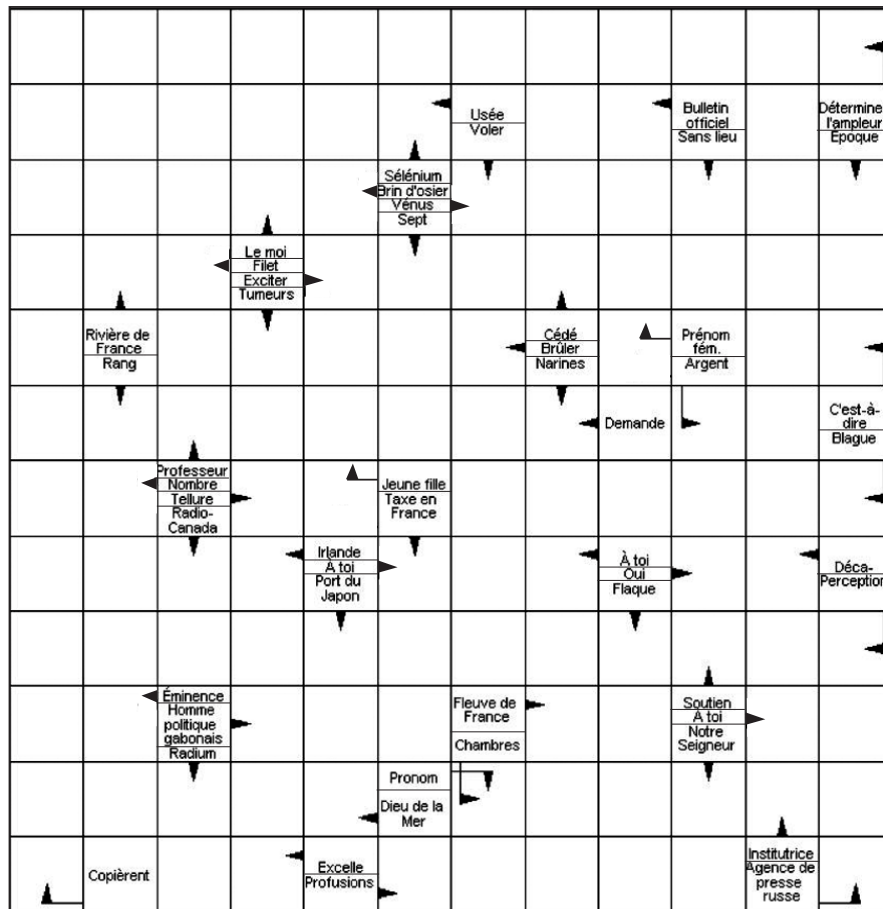 Usée
Voler
Bulletin
officiel
Sans lieu
Détermine
l'ampleur
Époque
Sélénium
Brin d'osier
Vénus
Sept
Le moi
Filet
Exciter
Tumeurs
Rivière de
France
Rang
Cédé
Brûler
Narines
Prénom
fém.
Argent
Demande
C'est-à-
dire
Blague
Professeur
Nombre
Tellure
Radio-
Canada
Jeune fille
Taxe en
France
Irlande
À toi
Port du
Japon
À toi
Oui
Flaque
Déca-
Perception
Éminence
Homme
politique
gabonais
Radium
Fleuve de
France
Chambres
Soutien
À toi
Notre
Seigneur
Pronom
Dieu de la
Mer
Copièrent
Excelle
Profusions
Institutrice
Agence de
presse
russe